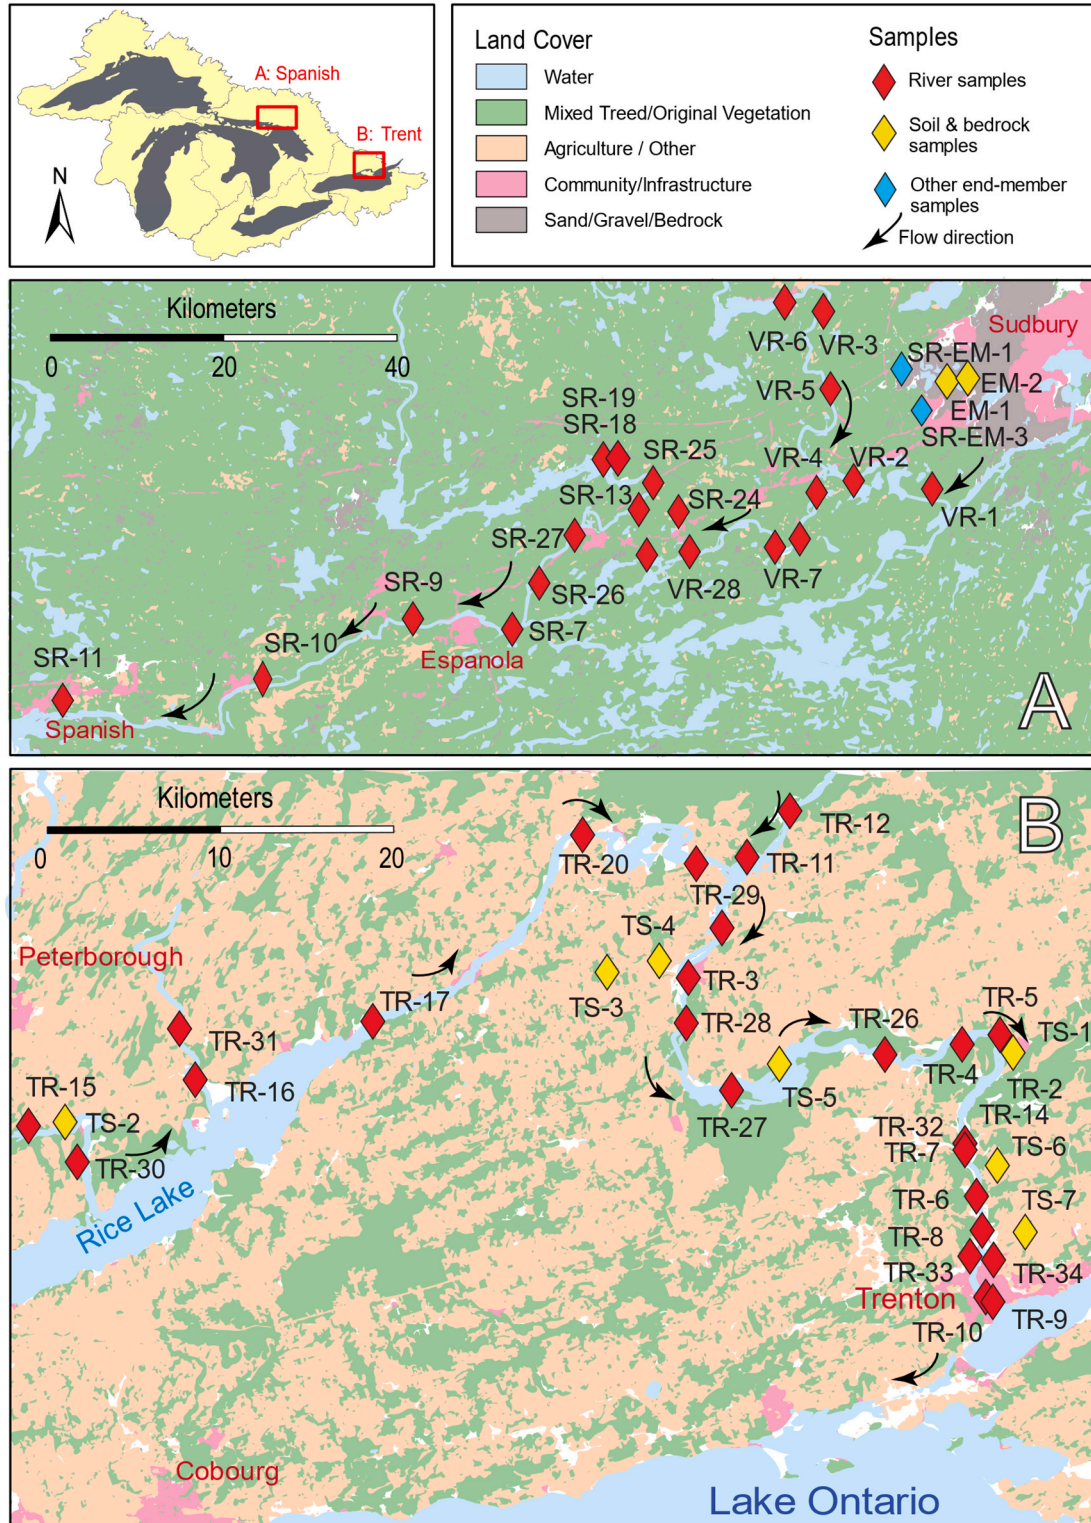 A: Spanish
B: Trent
N
Land Cover
Water
Mixed Treed/Original Vegetation
Agriculture / Other
Community/Infrastructure
Sand/Gravel/Bedrock
Samples
River samples
Soil & bedrock
samples
Other end-member
samples
Flow direction
Kilometers
0 20 40
Sudbury
VR-6
VR-3
SR-EM-1
EM-2
EM-1
SR-EM-3
VR-5
SR-19
SR-18
SR-25
VR-4
VR-2
SR-13
SR-24
VR-1
SR-27
VR-28
VR-7
SR-9
SR-26
SR-7
SR-10
Espanola
SR-11
Spanish
A
Kilometers
0 10 20
B
TR-12
TR-20
TR-11
TR-29
TS-4
Peterborough
TR-3
TS-3
TR-17
TR-28
TR-26
TR-5
TS-1
TR-31
TR-4
TR-2
TR-16
TS-5
TR-15
TS-2
TR-14
TR-27
TR-32
TR-7
TS-6
TR-30
TR-6
TS-7
Rice Lake
TR-8
TR-33
TR-34
Trenton
TR-9
TR-10
Cobourg
Lake Ontario